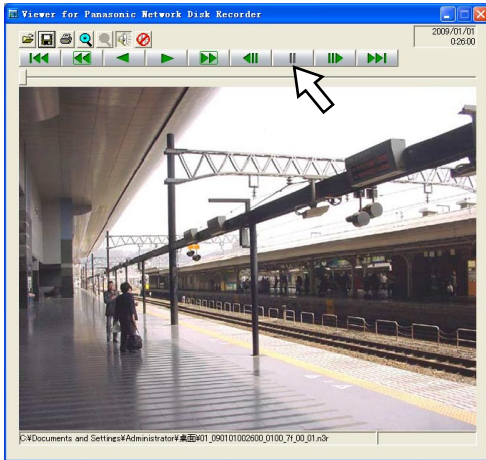 Viewer for Panasonic Network Disk Recorder
2009/01/01
0:26:00
C:¥Documents and Settings¥Administrator¥桌面¥01_090101002600_0100_7f_00_01.n3r